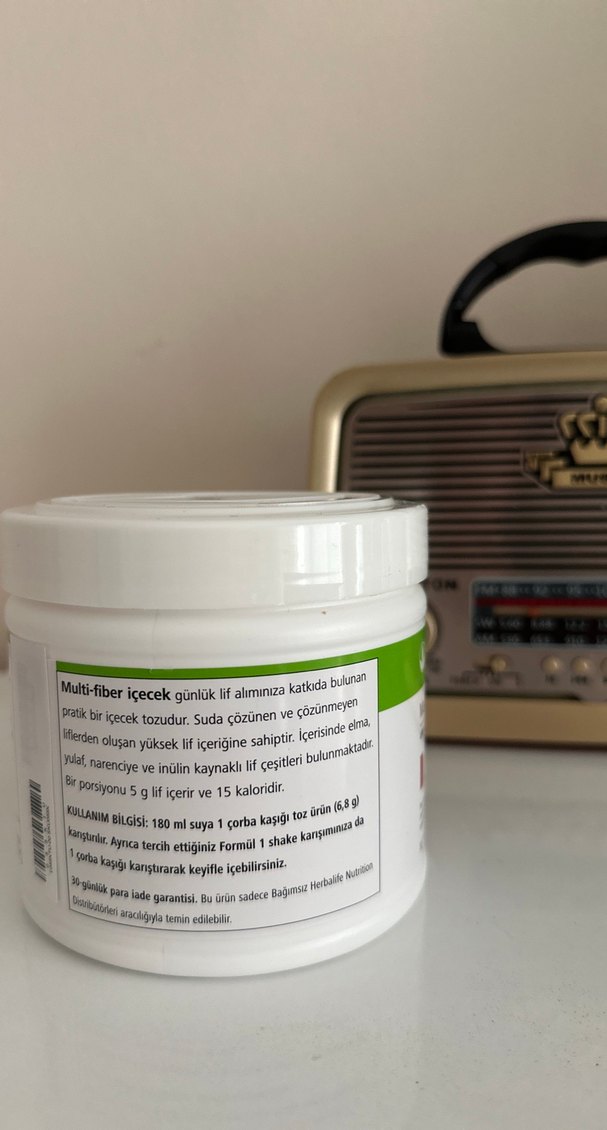 Multi-fiber içecek günlük lif alımınıza katkıda bulunan
pratik bir içecek tozudur. Suda çözünen ve çözünmeyen
liflerden oluşan yüksek lif içeriğine sahiptir. İçerisinde elma,
yulaf, narenciye ve inülin kaynaklı lif çeşitleri bulunmaktadır.
Bir porsiyonu 5 g lif içerir ve 15 kaloridir.
KULLANIM BİLGİSİ: 180 ml suya 1 çorba kaşığı toz ürün (6,8 g)
karıştırılır. Ayrıca tercih ettiğiniz Formül 1 shake karışımınıza da
1 çorba kaşığı karıştırarak keyifle içebilirsiniz.
30-günlük para iade garantisi. Bu ürün sadece Bağımsız Herbalife Nutrition
Distribütörleri aracılığıyla temin edilebilir.